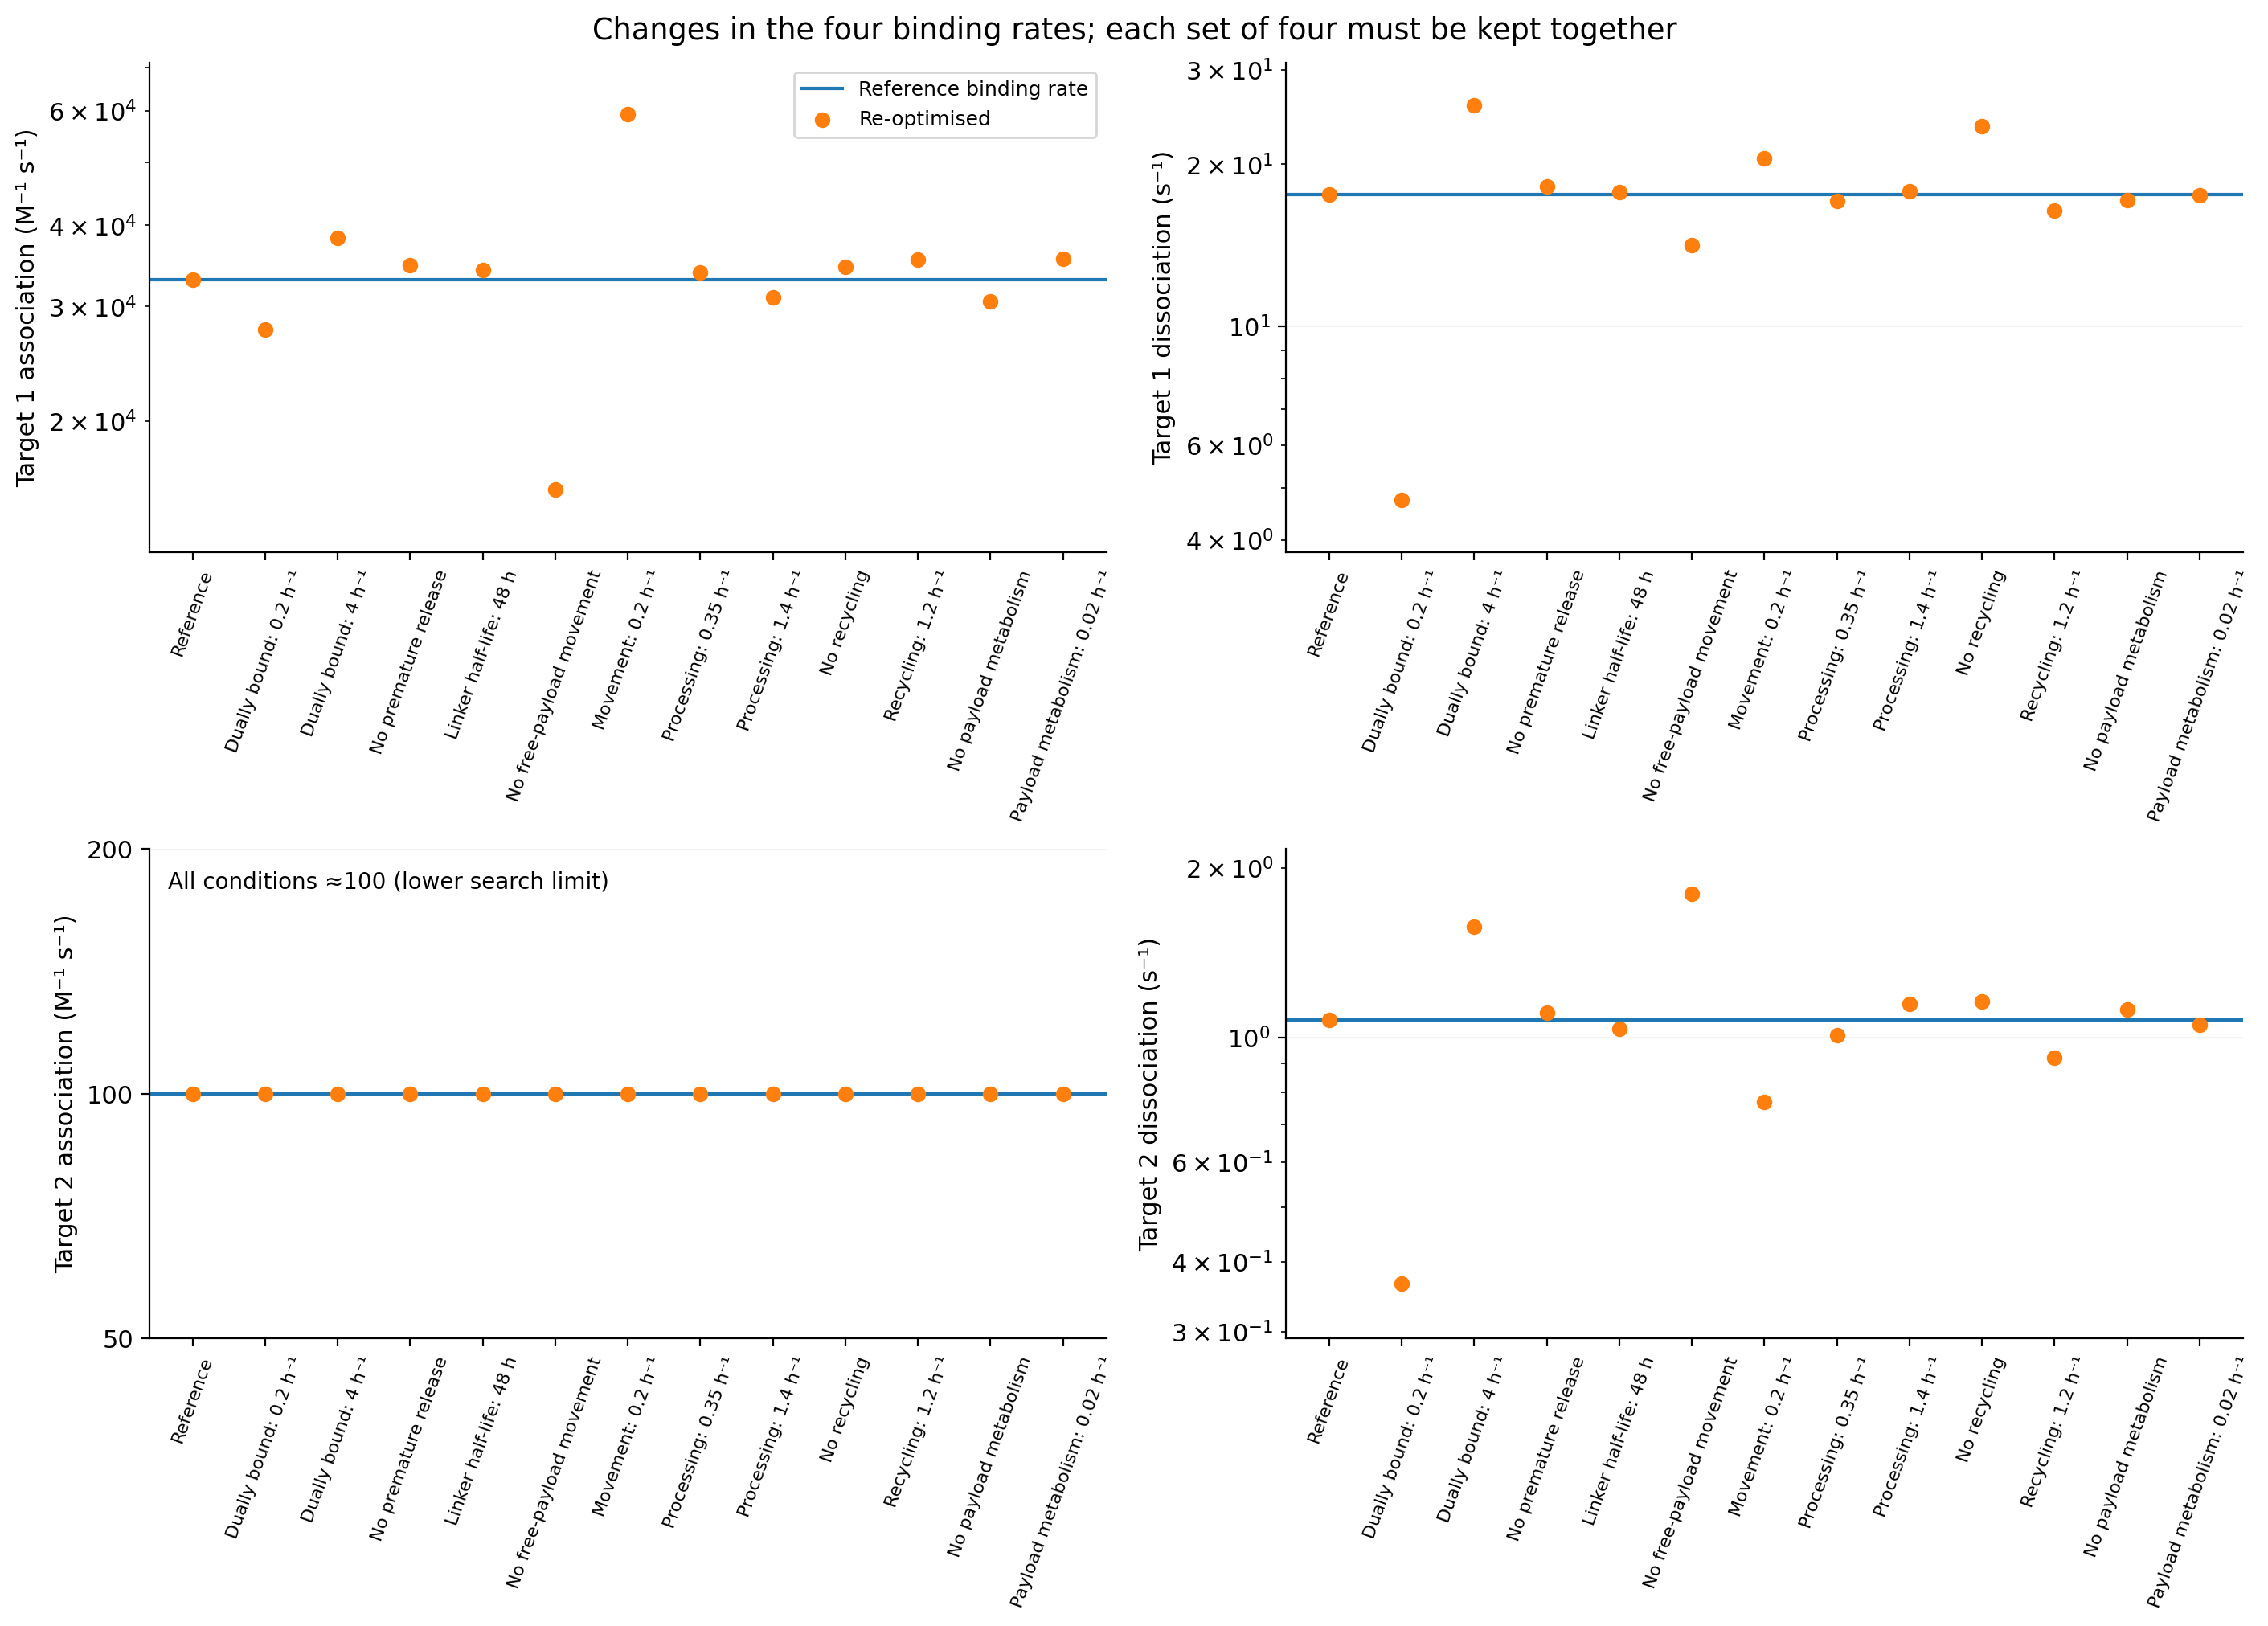 Changes in the four binding rates; each set of four must be kept together
Target 1 association (M⁻¹ s⁻¹)
6 × 10⁴
4 × 10⁴
3 × 10⁴
2 × 10⁴
Reference binding rate
Re-optimised
Reference
Dually bound: 0.2 h⁻¹
Dually bound: 4 h⁻¹
No premature release
Linker half-life: 48 h
No free-payload movement
Movement: 0.2 h⁻¹
Processing: 0.35 h⁻¹
Processing: 1.4 h⁻¹
No recycling
Recycling: 1.2 h⁻¹
No payload metabolism
Payload metabolism: 0.02 h⁻¹
Target 1 dissociation (s⁻¹)
3 × 10¹
2 × 10¹
10¹
6 × 10⁰
4 × 10⁰
Reference
Dually bound: 0.2 h⁻¹
Dually bound: 4 h⁻¹
No premature release
Linker half-life: 48 h
No free-payload movement
Movement: 0.2 h⁻¹
Processing: 0.35 h⁻¹
Processing: 1.4 h⁻¹
No recycling
Recycling: 1.2 h⁻¹
No payload metabolism
Payload metabolism: 0.02 h⁻¹
Target 2 association (M⁻¹ s⁻¹)
200
100
50
All conditions ≈100 (lower search limit)
Reference
Dually bound: 0.2 h⁻¹
Dually bound: 4 h⁻¹
No premature release
Linker half-life: 48 h
No free-payload movement
Movement: 0.2 h⁻¹
Processing: 0.35 h⁻¹
Processing: 1.4 h⁻¹
No recycling
Recycling: 1.2 h⁻¹
No payload metabolism
Payload metabolism: 0.02 h⁻¹
Target 2 dissociation (s⁻¹)
2 × 10⁰
10⁰
6 × 10⁻¹
4 × 10⁻¹
3 × 10⁻¹
Reference
Dually bound: 0.2 h⁻¹
Dually bound: 4 h⁻¹
No premature release
Linker half-life: 48 h
No free-payload movement
Movement: 0.2 h⁻¹
Processing: 0.35 h⁻¹
Processing: 1.4 h⁻¹
No recycling
Recycling: 1.2 h⁻¹
No payload metabolism
Payload metabolism: 0.02 h⁻¹